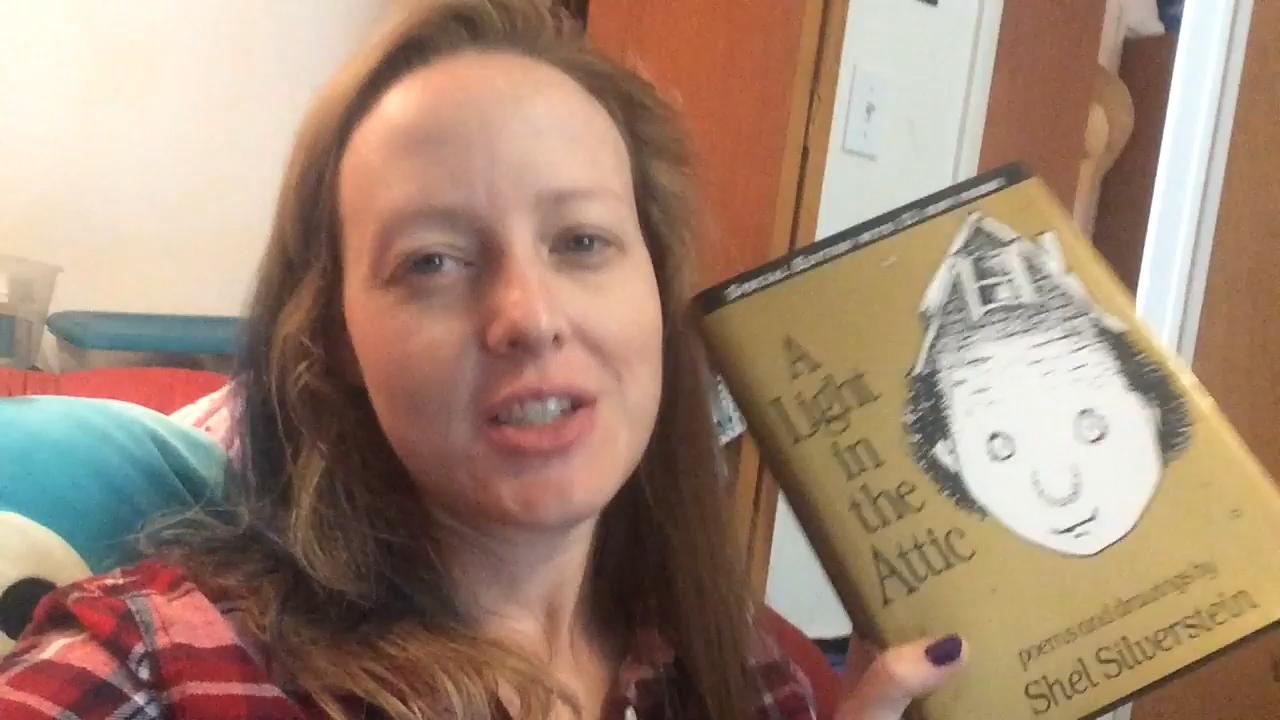 A
Light
in
the
Attic
poems and drawings by
Shel Silverstein